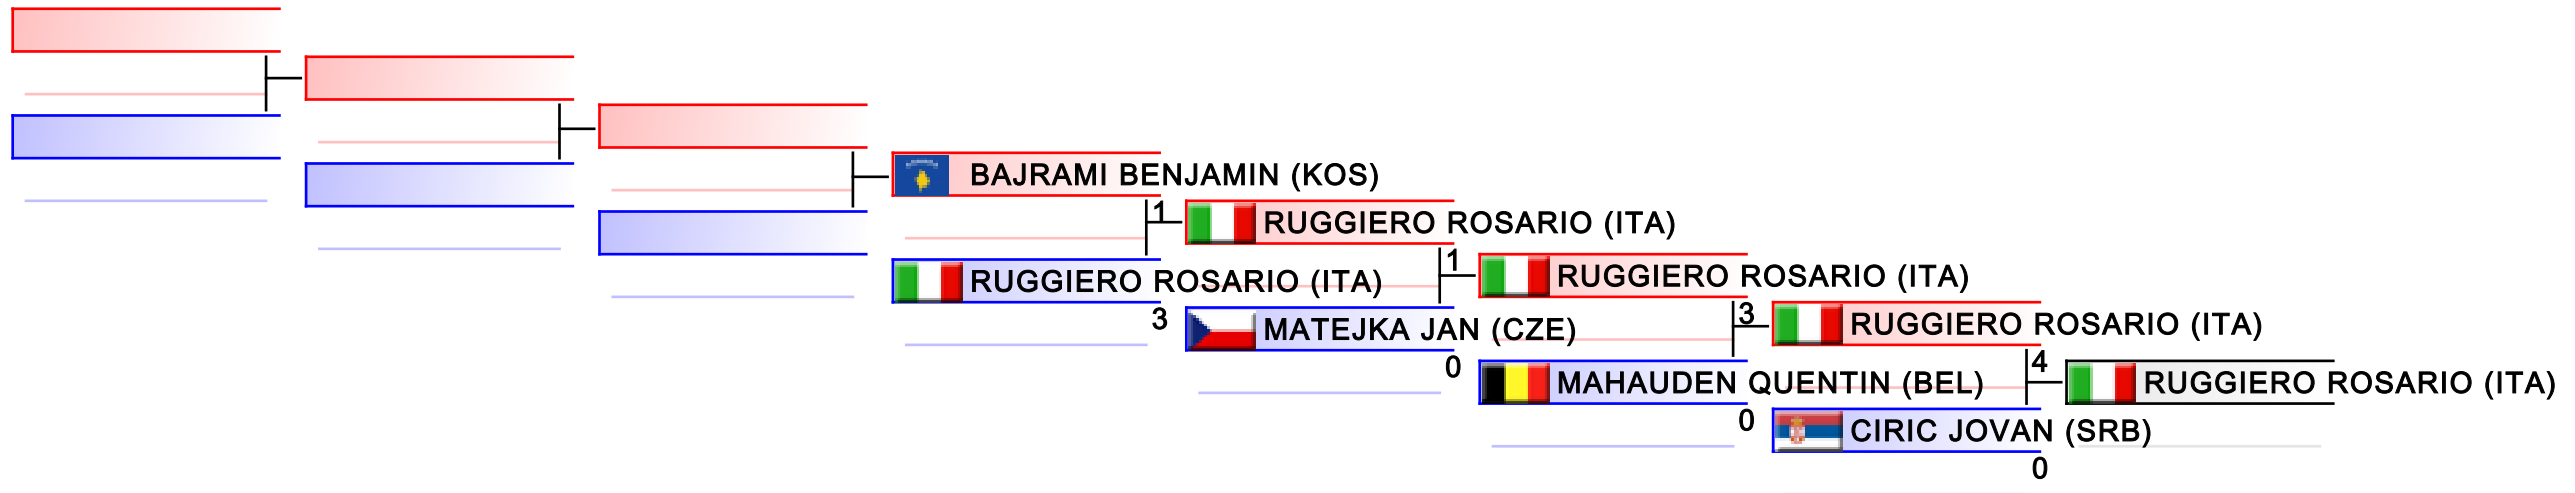 BAJRAMI BENJAMIN (KOS)
1
RUGGIERO ROSARIO (ITA)
RUGGIERO ROSARIO (ITA)
3
1
RUGGIERO ROSARIO (ITA)
MATEJKA JAN (CZE)
0
3
RUGGIERO ROSARIO (ITA)
MAHAUDEN QUENTIN (BEL)
0
4
RUGGIERO ROSARIO (ITA)
CIRIC JOVAN (SRB)
0